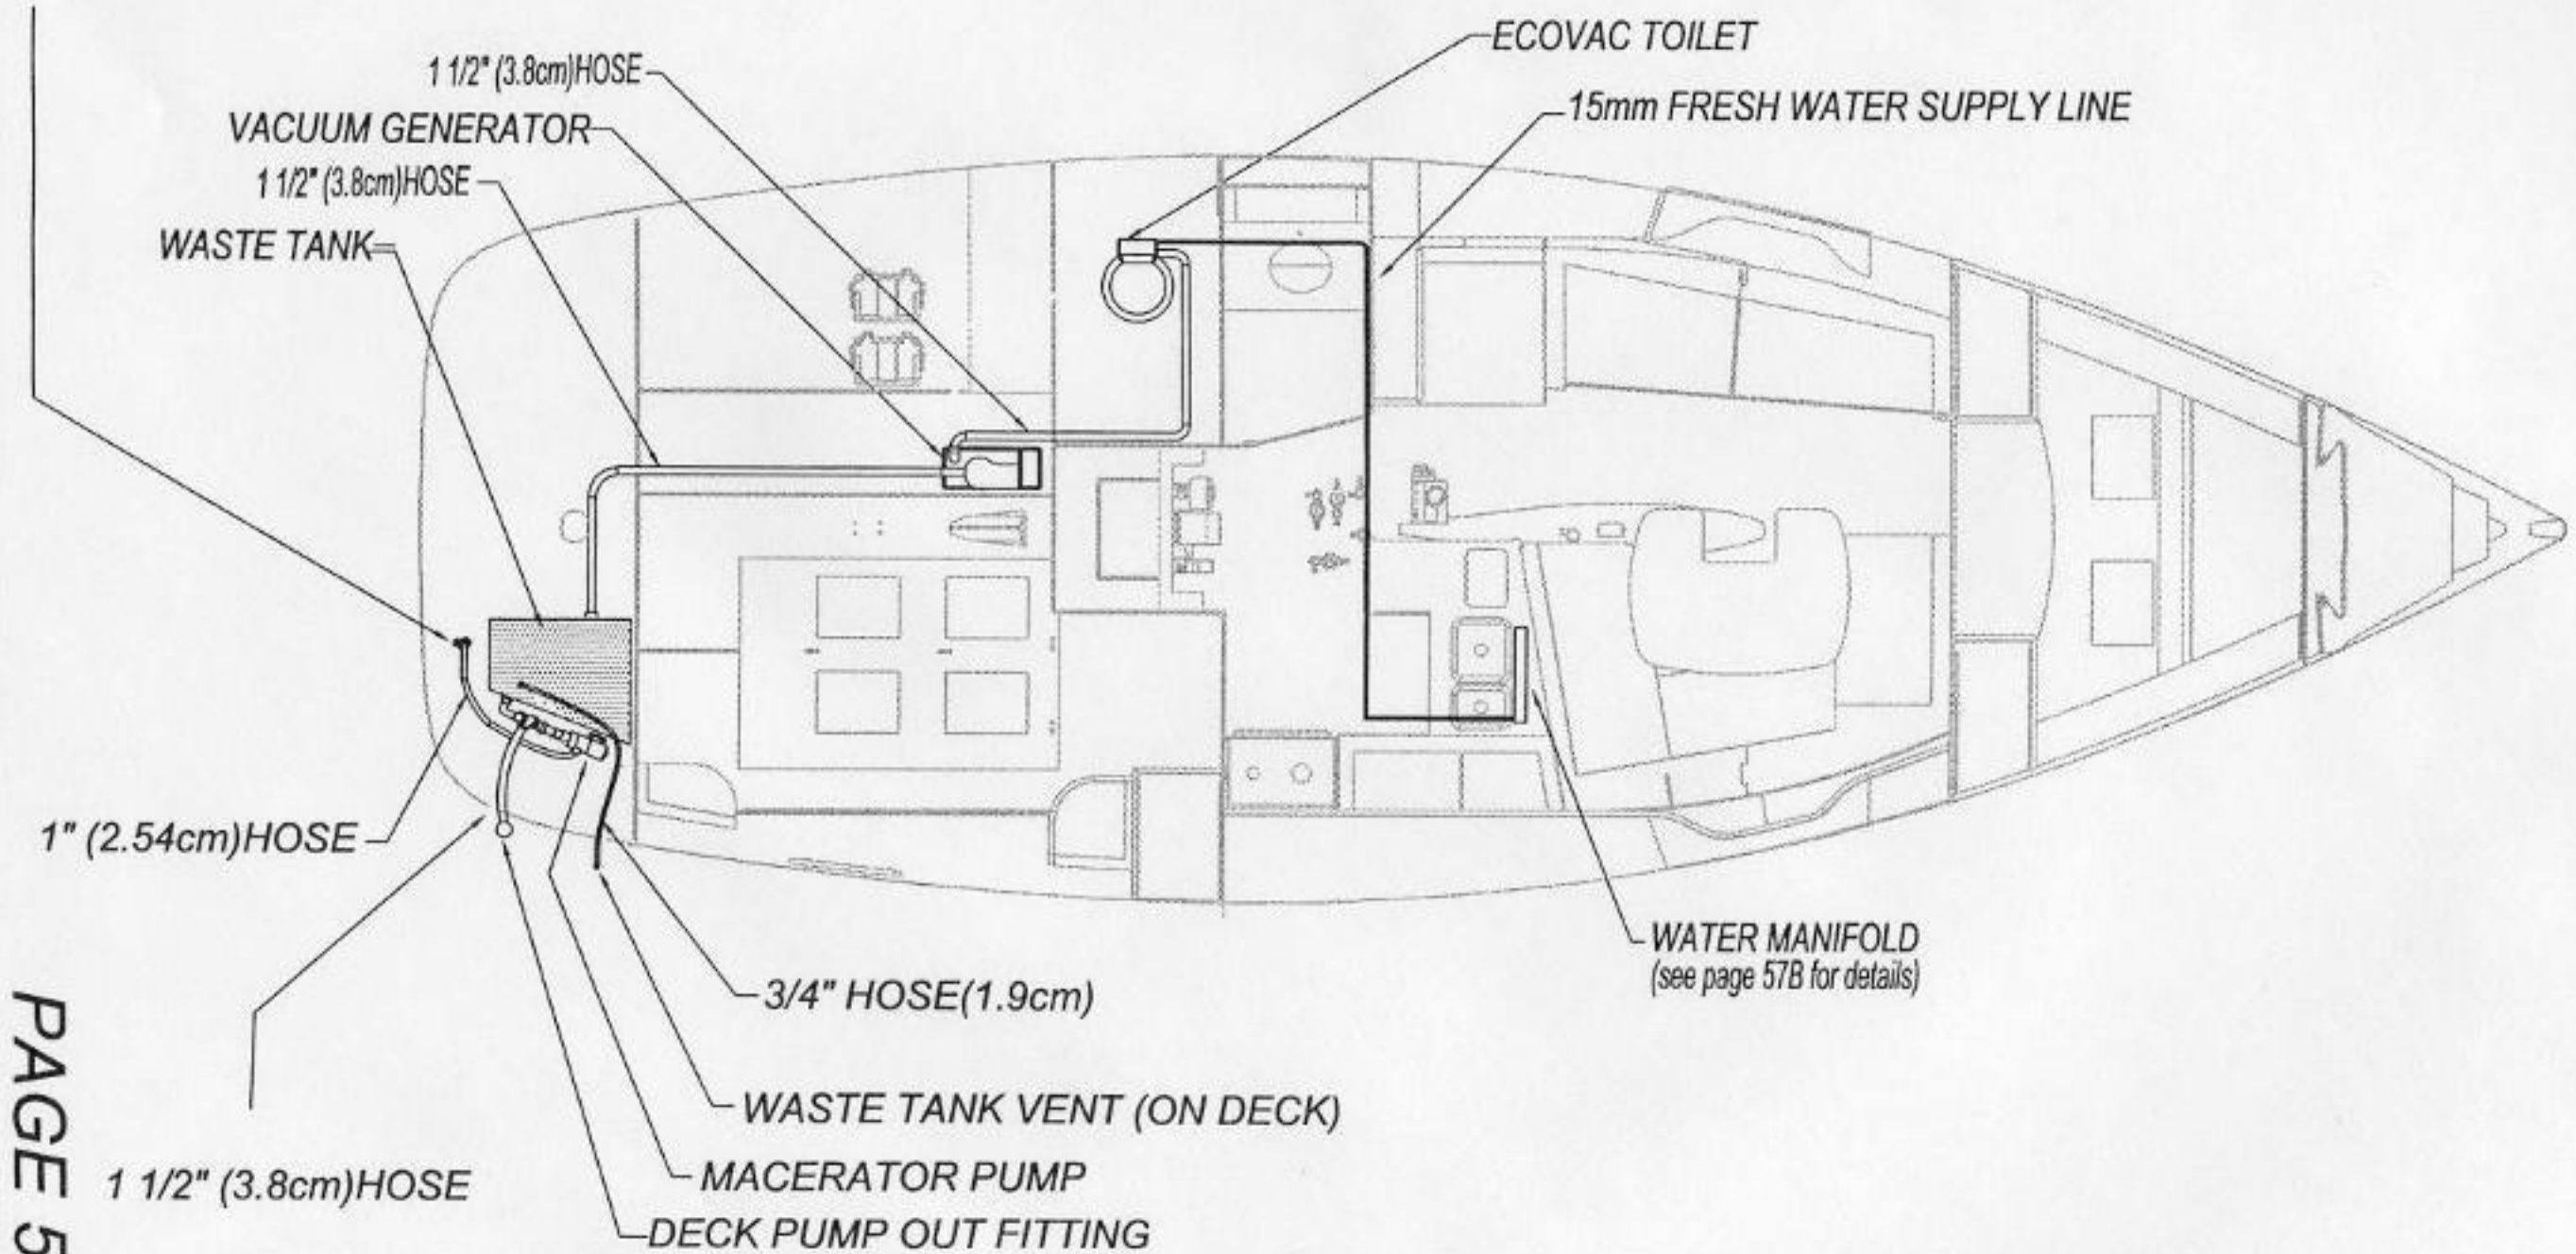 ECOVAC TOILET
1 1/2" (3.8cm)HOSE
15mm FRESH WATER SUPPLY LINE
VACUUM GENERATOR
1 1/2" (3.8cm)HOSE
WASTE TANK
1" (2.54cm)HOSE
WATER MANIFOLD
(see page 57B for details)
3/4" HOSE(1.9cm)
WASTE TANK VENT (ON DECK)
MACERATOR PUMP
1 1/2" (3.8cm)HOSE
DECK PUMP OUT FITTING
PAGE 5